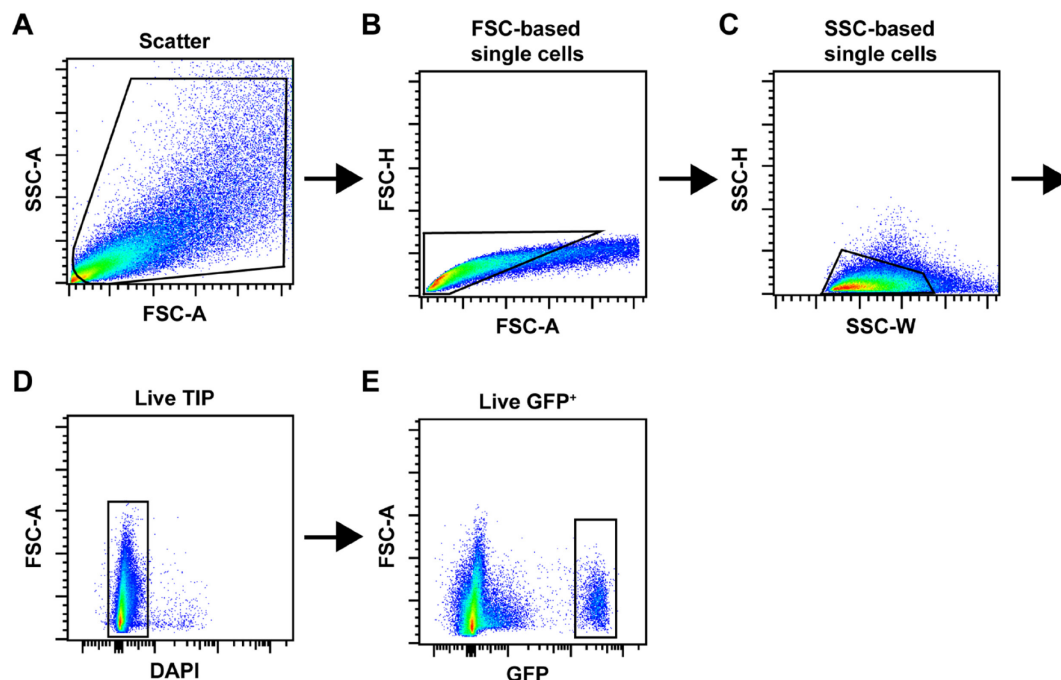 A
Scatter
SSC-A
FSC-A
B
FSC-based
single cells
FSC-H
FSC-A
C
SSC-based
single cells
SSC-H
SSC-W
D
Live TIP
FSC-A
DAPI
E
Live GFP⁺
FSC-A
GFP